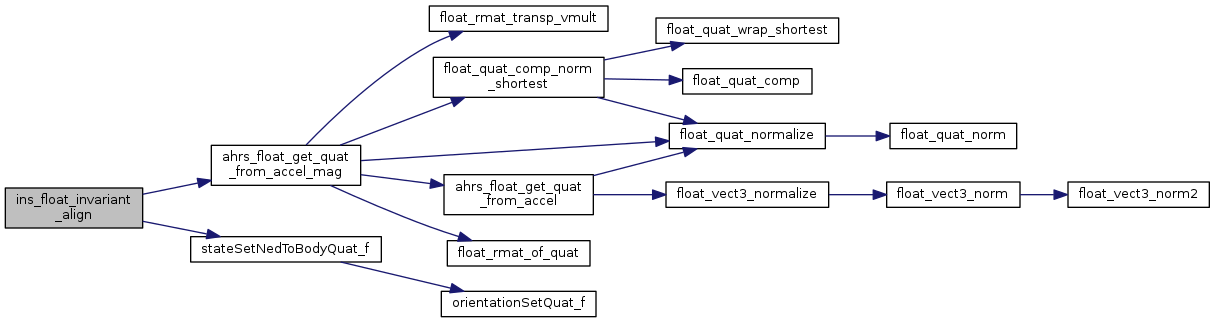 ins_float_invariant
_align
ahrs_float_get_quat
_from_accel_mag
stateSetNedToBodyQuat_f
float_rmat_transp_vmult
float_quat_comp_norm
_shortest
ahrs_float_get_quat
_from_accel
float_rmat_of_quat
orientationSetQuat_f
float_quat_wrap_shortest
float_quat_comp
float_quat_normalize
float_vect3_normalize
float_quat_norm
float_vect3_norm
float_vect3_norm2